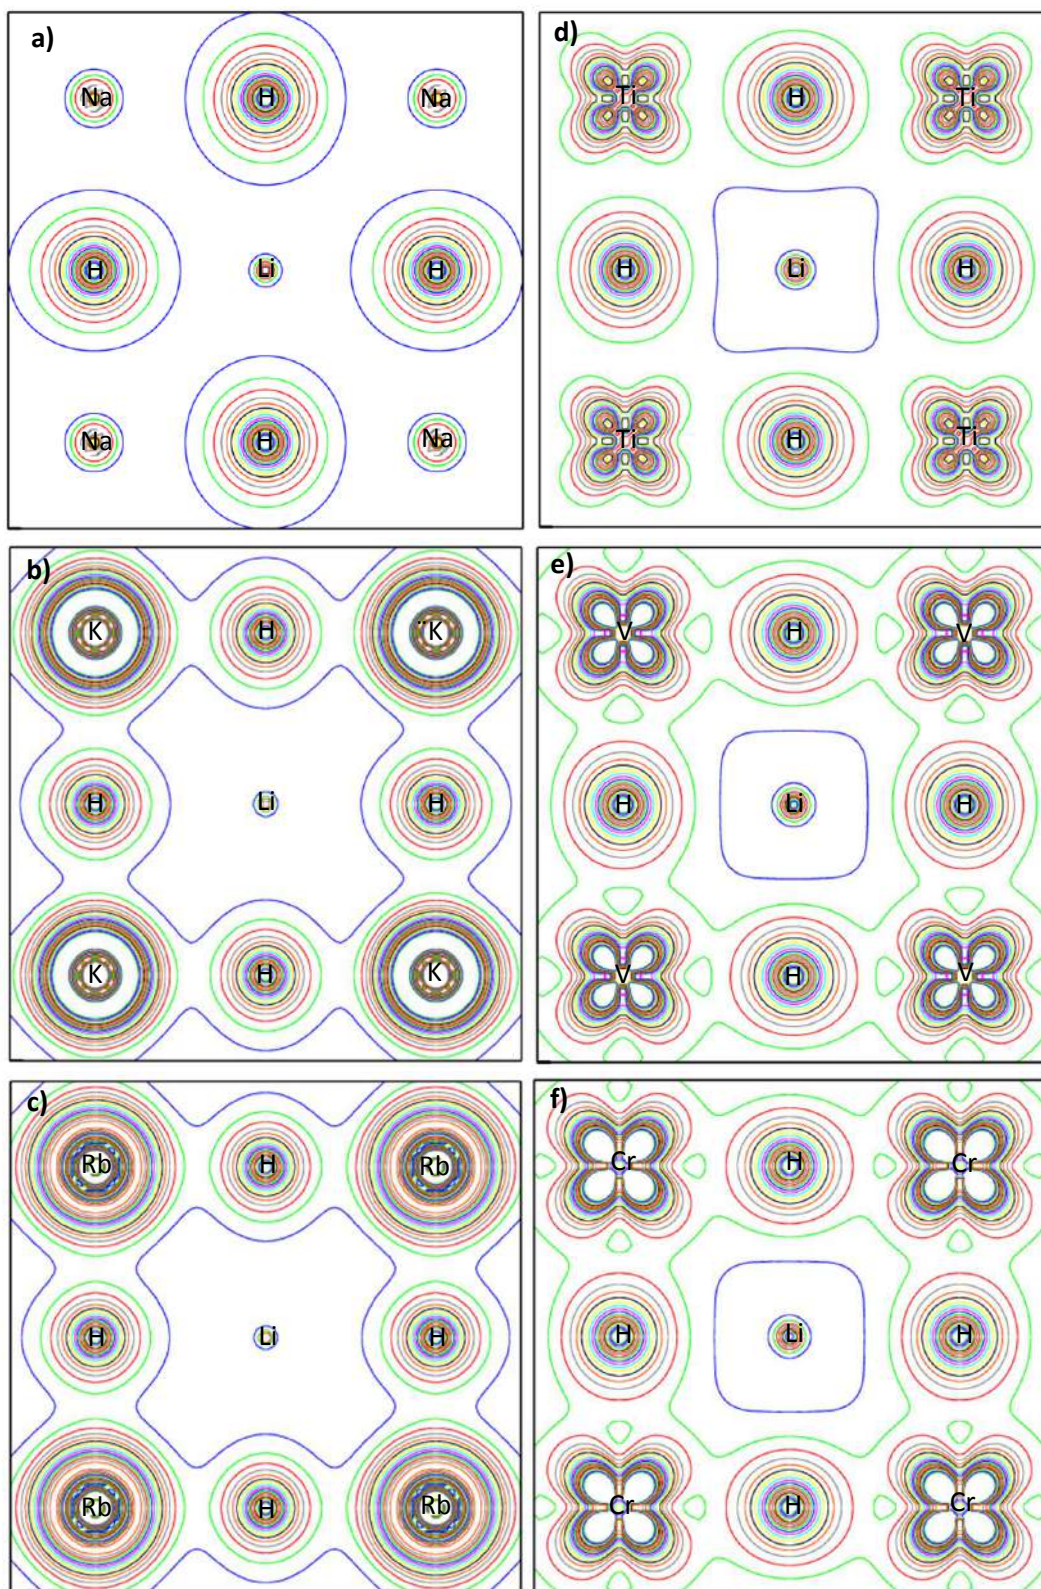 a)
Na H Na
H Li H
Na H Na
d)
Ti H Ti
H Li H
Ti H Ti
b)
K H K
H Li H
K H K
e)
V H V
H Li H
V H V
c)
Rb H Rb
H Li H
Rb H Rb
f)
Cr H Cr
H Li H
Cr H Cr